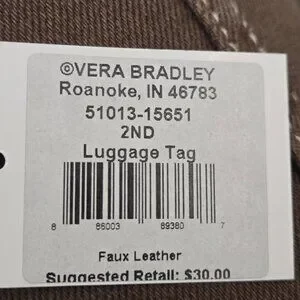 ©VERA BRADLEY
Roanoke, IN 46783
51013-15651
2ND
Luggage Tag
8 86003 89380 7
Faux Leather
Suggested Retail: $30.00